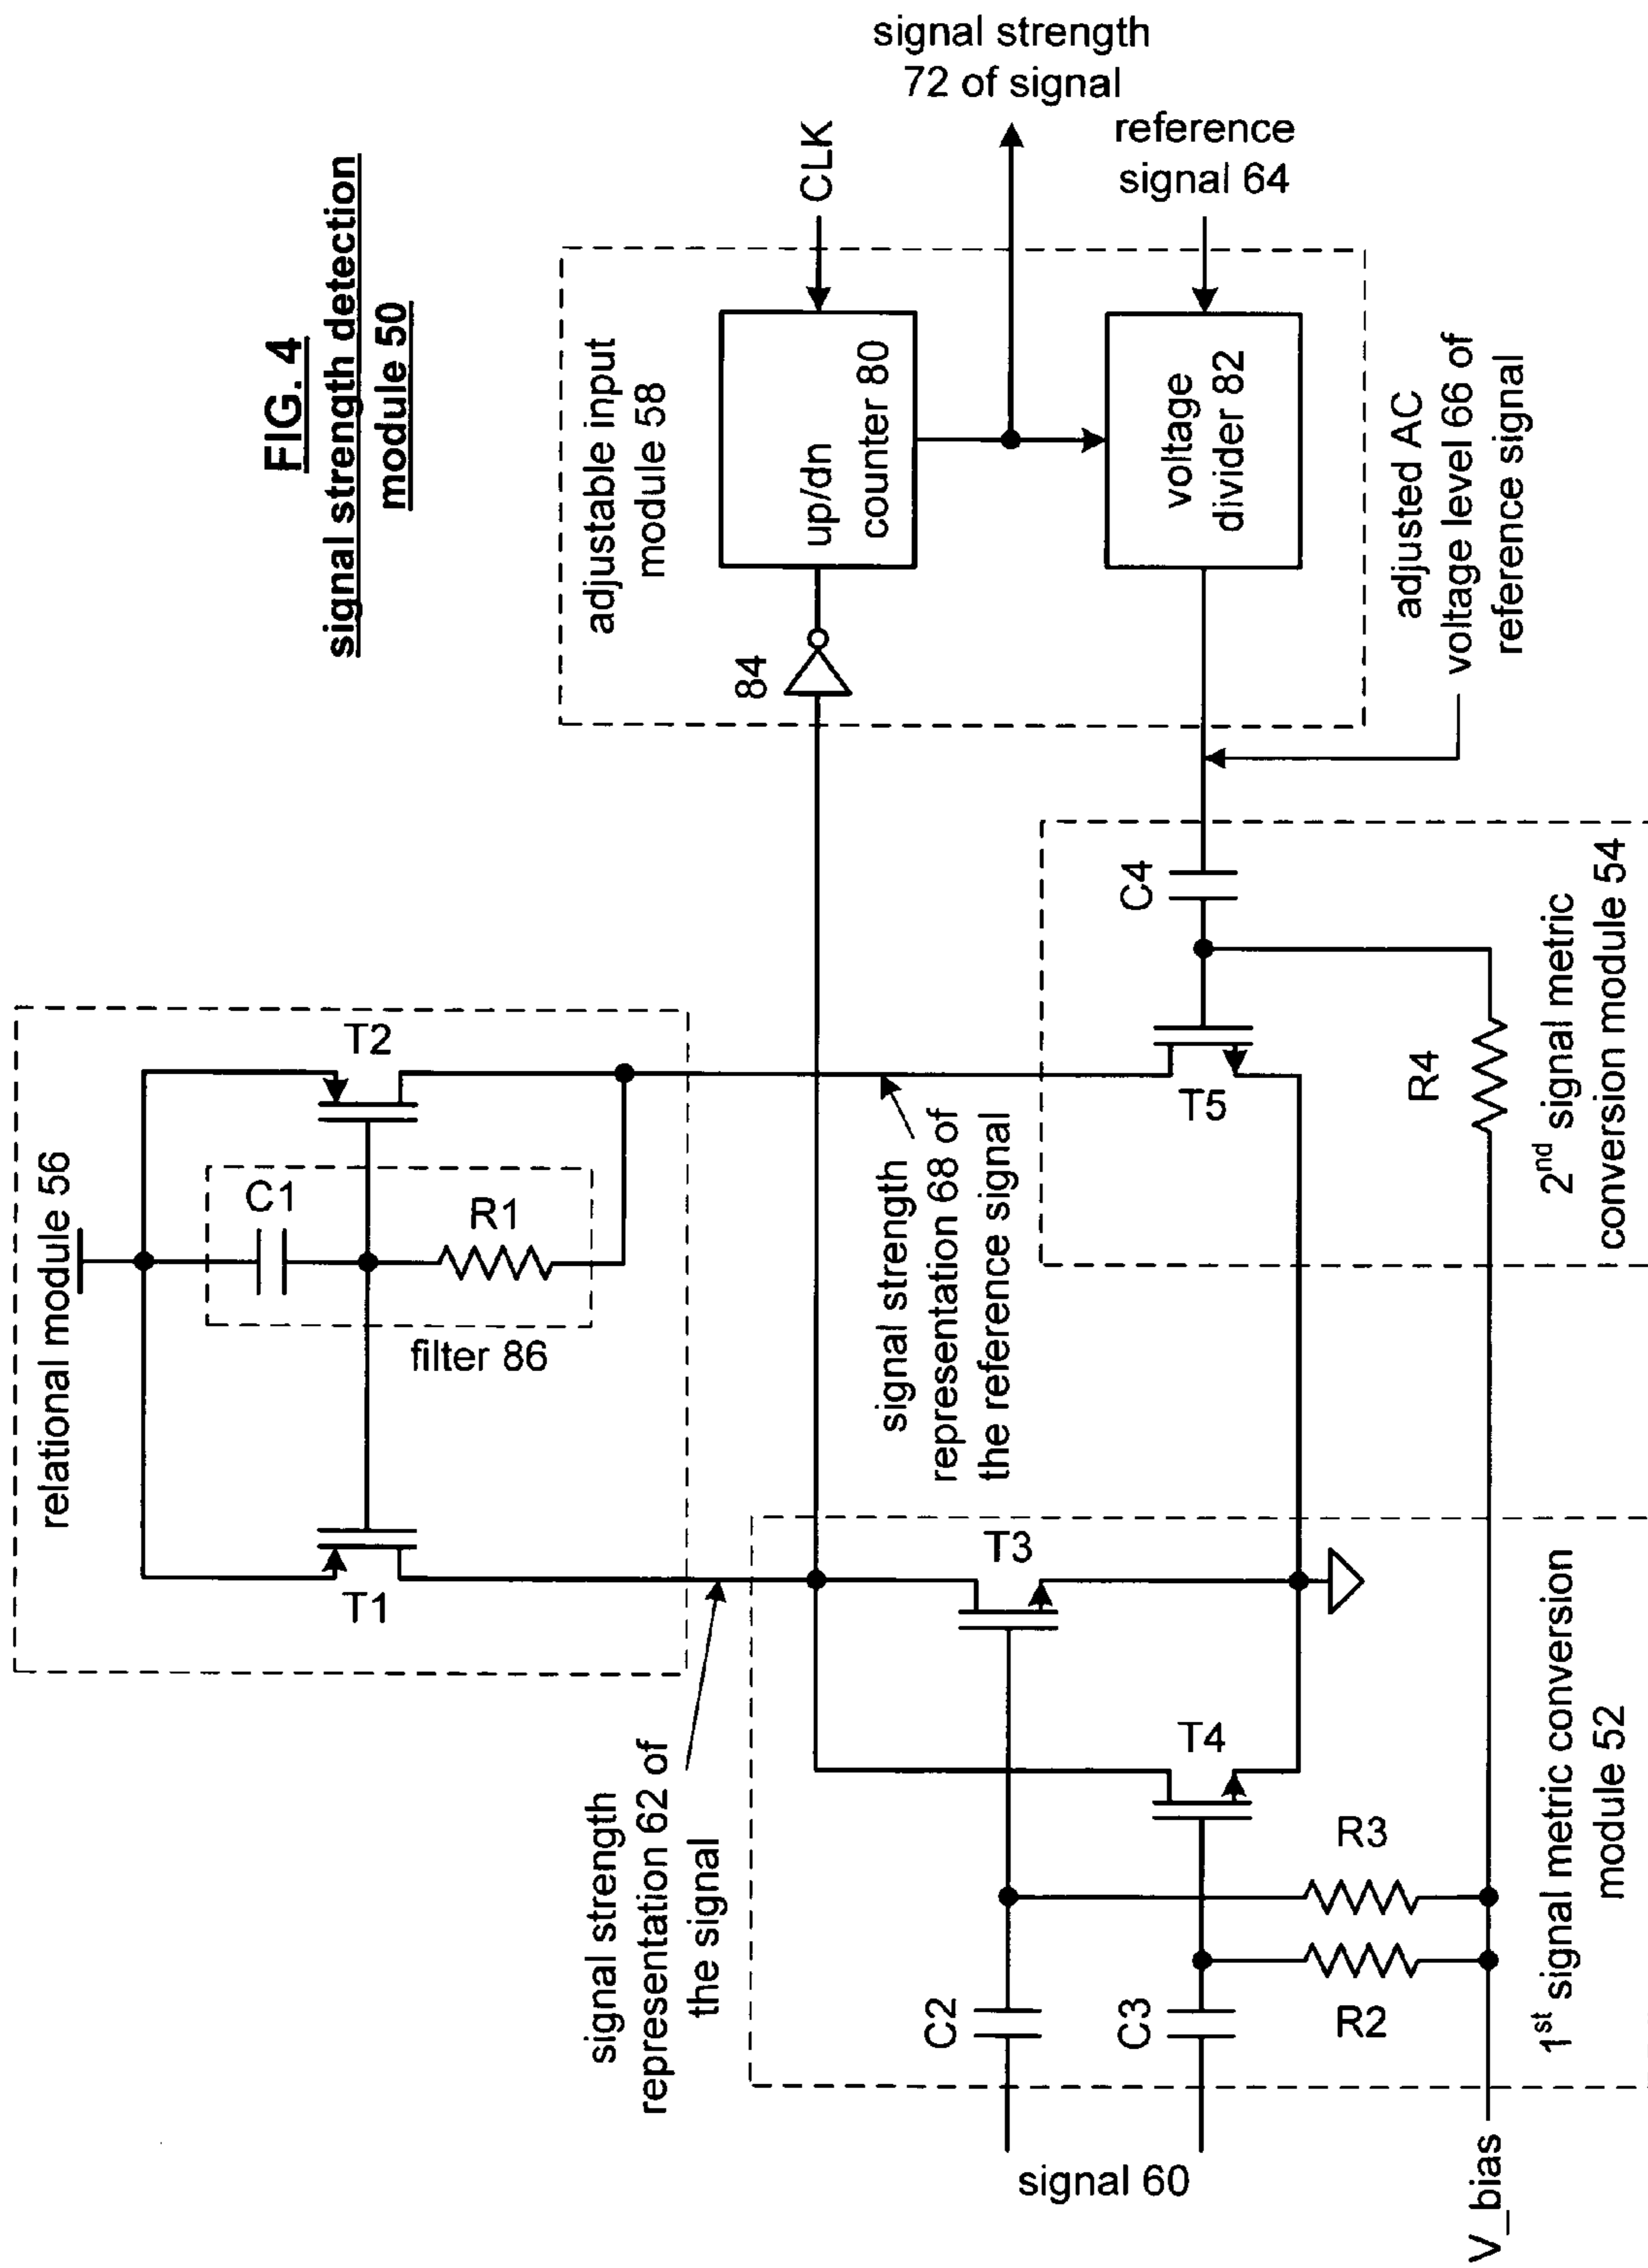 FIG. 4
signal strength detection
module 50
relational module 56
T1
T2
C1
R1
filter 86
adjustable input
module 58
84
up/dn
counter 80
CLK
signal strength
72 of signal
reference
signal 64
voltage
divider 82
adjusted AC
voltage level 66 of
reference signal
signal strength
representation 62 of
the signal
signal strength
representation 68 of
the reference signal
T3
T4
T5
C4
R4
2nd signal metric
conversion module 54
C2
C3
R3
R2
1st signal metric conversion
module 52
signal 60
V_bias